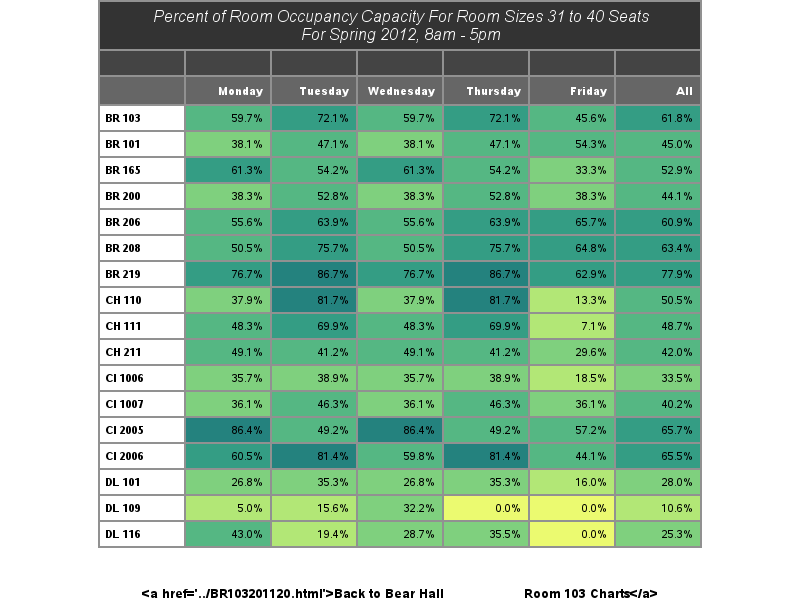 Percent of Room Occupancy Capacity For Room Sizes 31 to 40 Seats
For Spring 2012, 8am - 5pm
Monday Tuesday Wednesday Thursday Friday All
BR 103 59.7% 72.1% 59.7% 72.1% 45.6% 61.8%
BR 101 38.1% 47.1% 38.1% 47.1% 54.3% 45.0%
BR 165 61.3% 54.2% 61.3% 54.2% 33.3% 52.9%
BR 200 38.3% 52.8% 38.3% 52.8% 38.3% 44.1%
BR 206 55.6% 63.9% 55.6% 63.9% 65.7% 60.9%
BR 208 50.5% 75.7% 50.5% 75.7% 64.8% 63.4%
BR 219 76.7% 86.7% 76.7% 86.7% 62.9% 77.9%
CH 110 37.9% 81.7% 37.9% 81.7% 13.3% 50.5%
CH 111 48.3% 69.9% 48.3% 69.9% 7.1% 48.7%
CH 211 49.1% 41.2% 49.1% 41.2% 29.6% 42.0%
CI 1006 35.7% 38.9% 35.7% 38.9% 18.5% 33.5%
CI 1007 36.1% 46.3% 36.1% 46.3% 36.1% 40.2%
CI 2005 86.4% 49.2% 86.4% 49.2% 57.2% 65.7%
CI 2006 60.5% 81.4% 59.8% 81.4% 44.1% 65.5%
DL 101 26.8% 35.3% 26.8% 35.3% 16.0% 28.0%
DL 109 5.0% 15.6% 32.2% 0.0% 0.0% 10.6%
DL 116 43.0% 19.4% 28.7% 35.5% 0.0% 25.3%
<a href='../BR103201120.html'>Back to Bear Hall Room 103 Charts</a>